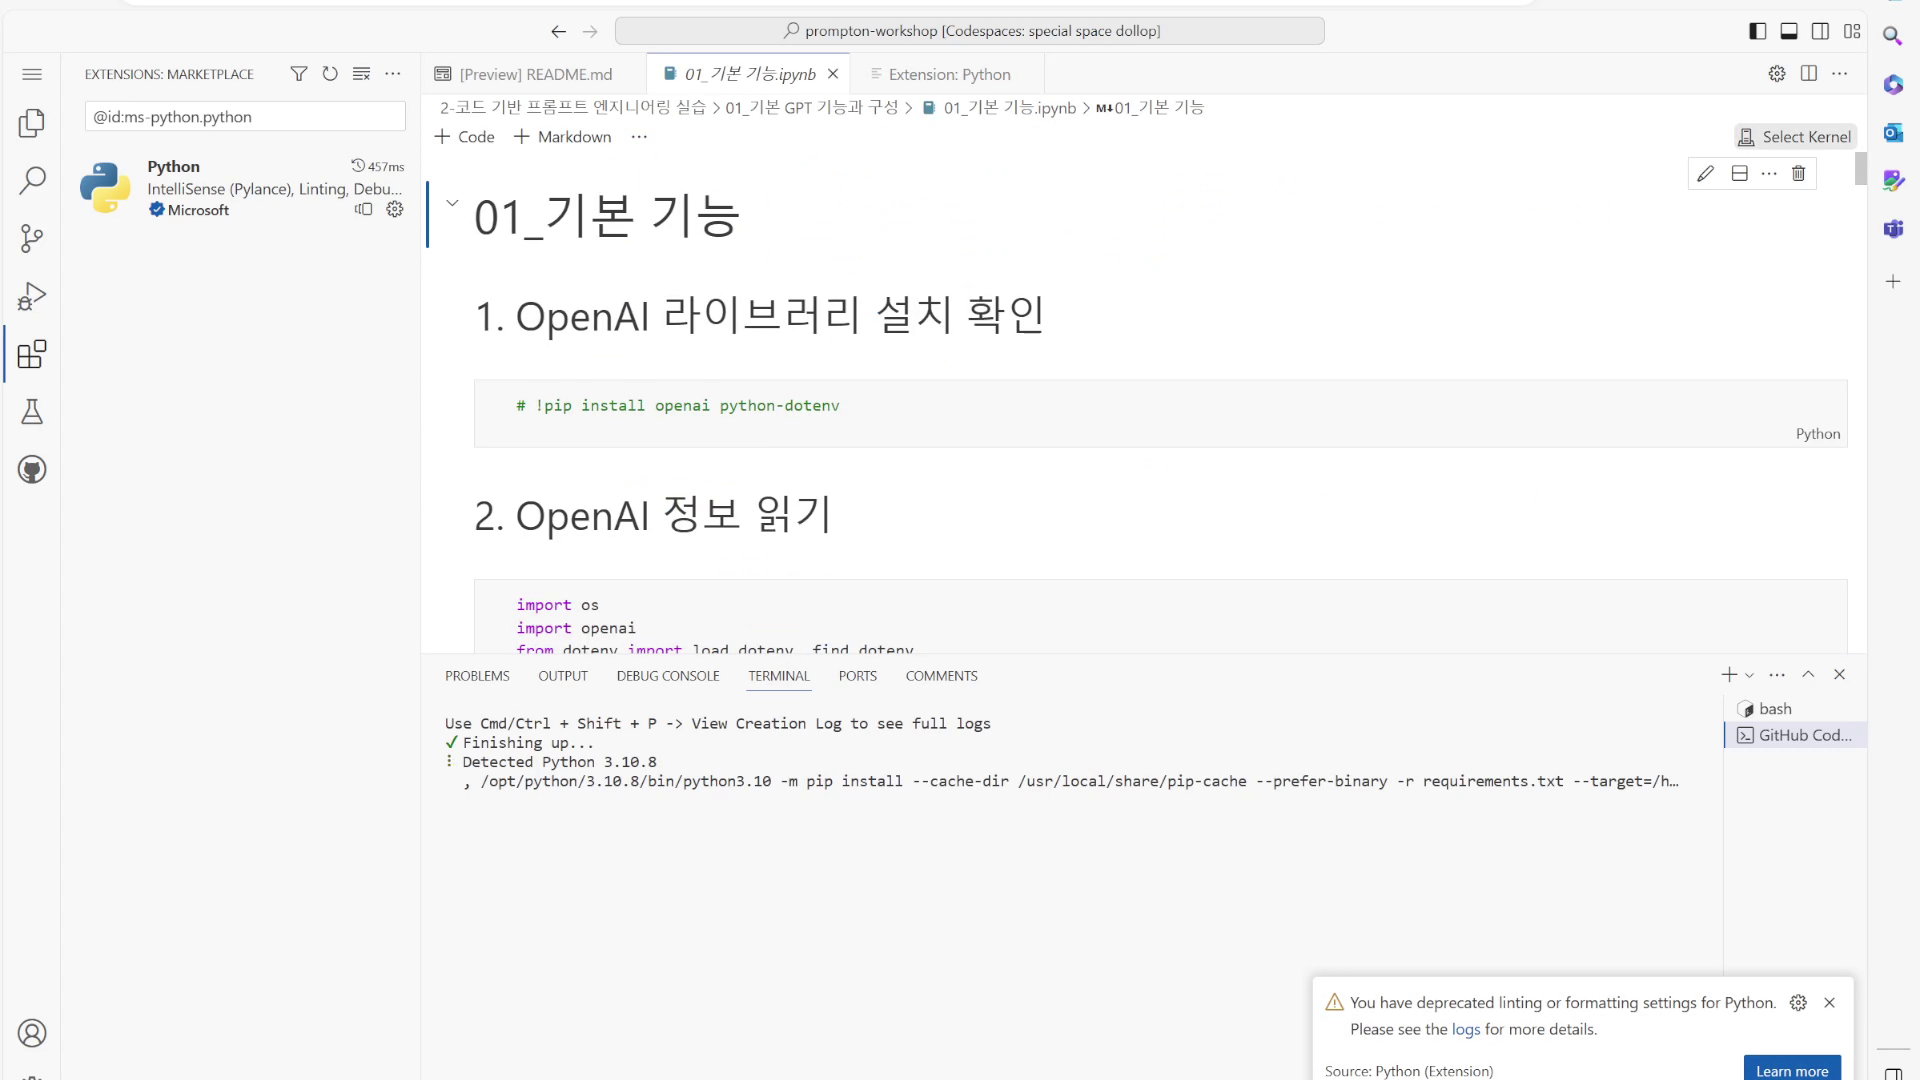 prompton-workshop [Codespaces: special space dollop]
EXTENSIONS: MARKETPLACE
@id:ms-python.python
Python
457ms
IntelliSense (Pylance), Linting, Debu...
Microsoft
[Preview] README.md
01_기본 기능.ipynb
Extension: Python
2-코드 기반 프롬프트 엔지니어링 실습 > 01_기본 GPT 기능과 구성 > 01_기본 기능.ipynb > M↓01_기본 기능
+ Code + Markdown ...
Select Kernel
01_기본 기능
1. OpenAI 라이브러리 설치 확인
# !pip install openai python-dotenv
Python
2. OpenAI 정보 읽기
import os
import openai
from dotenv import load_dotenv, find_dotenv
PROBLEMS OUTPUT DEBUG CONSOLE TERMINAL PORTS COMMENTS
Use Cmd/Ctrl + Shift + P -> View Creation Log to see full logs
✓ Finishing up...
⋮ Detected Python 3.10.8
, /opt/python/3.10.8/bin/python3.10 -m pip install --cache-dir /usr/local/share/pip-cache --prefer-binary -r requirements.txt --target=/h…
bash
GitHub Cod...
You have deprecated linting or formatting settings for Python.
Please see the logs for more details.
Source: Python (Extension)
Learn more